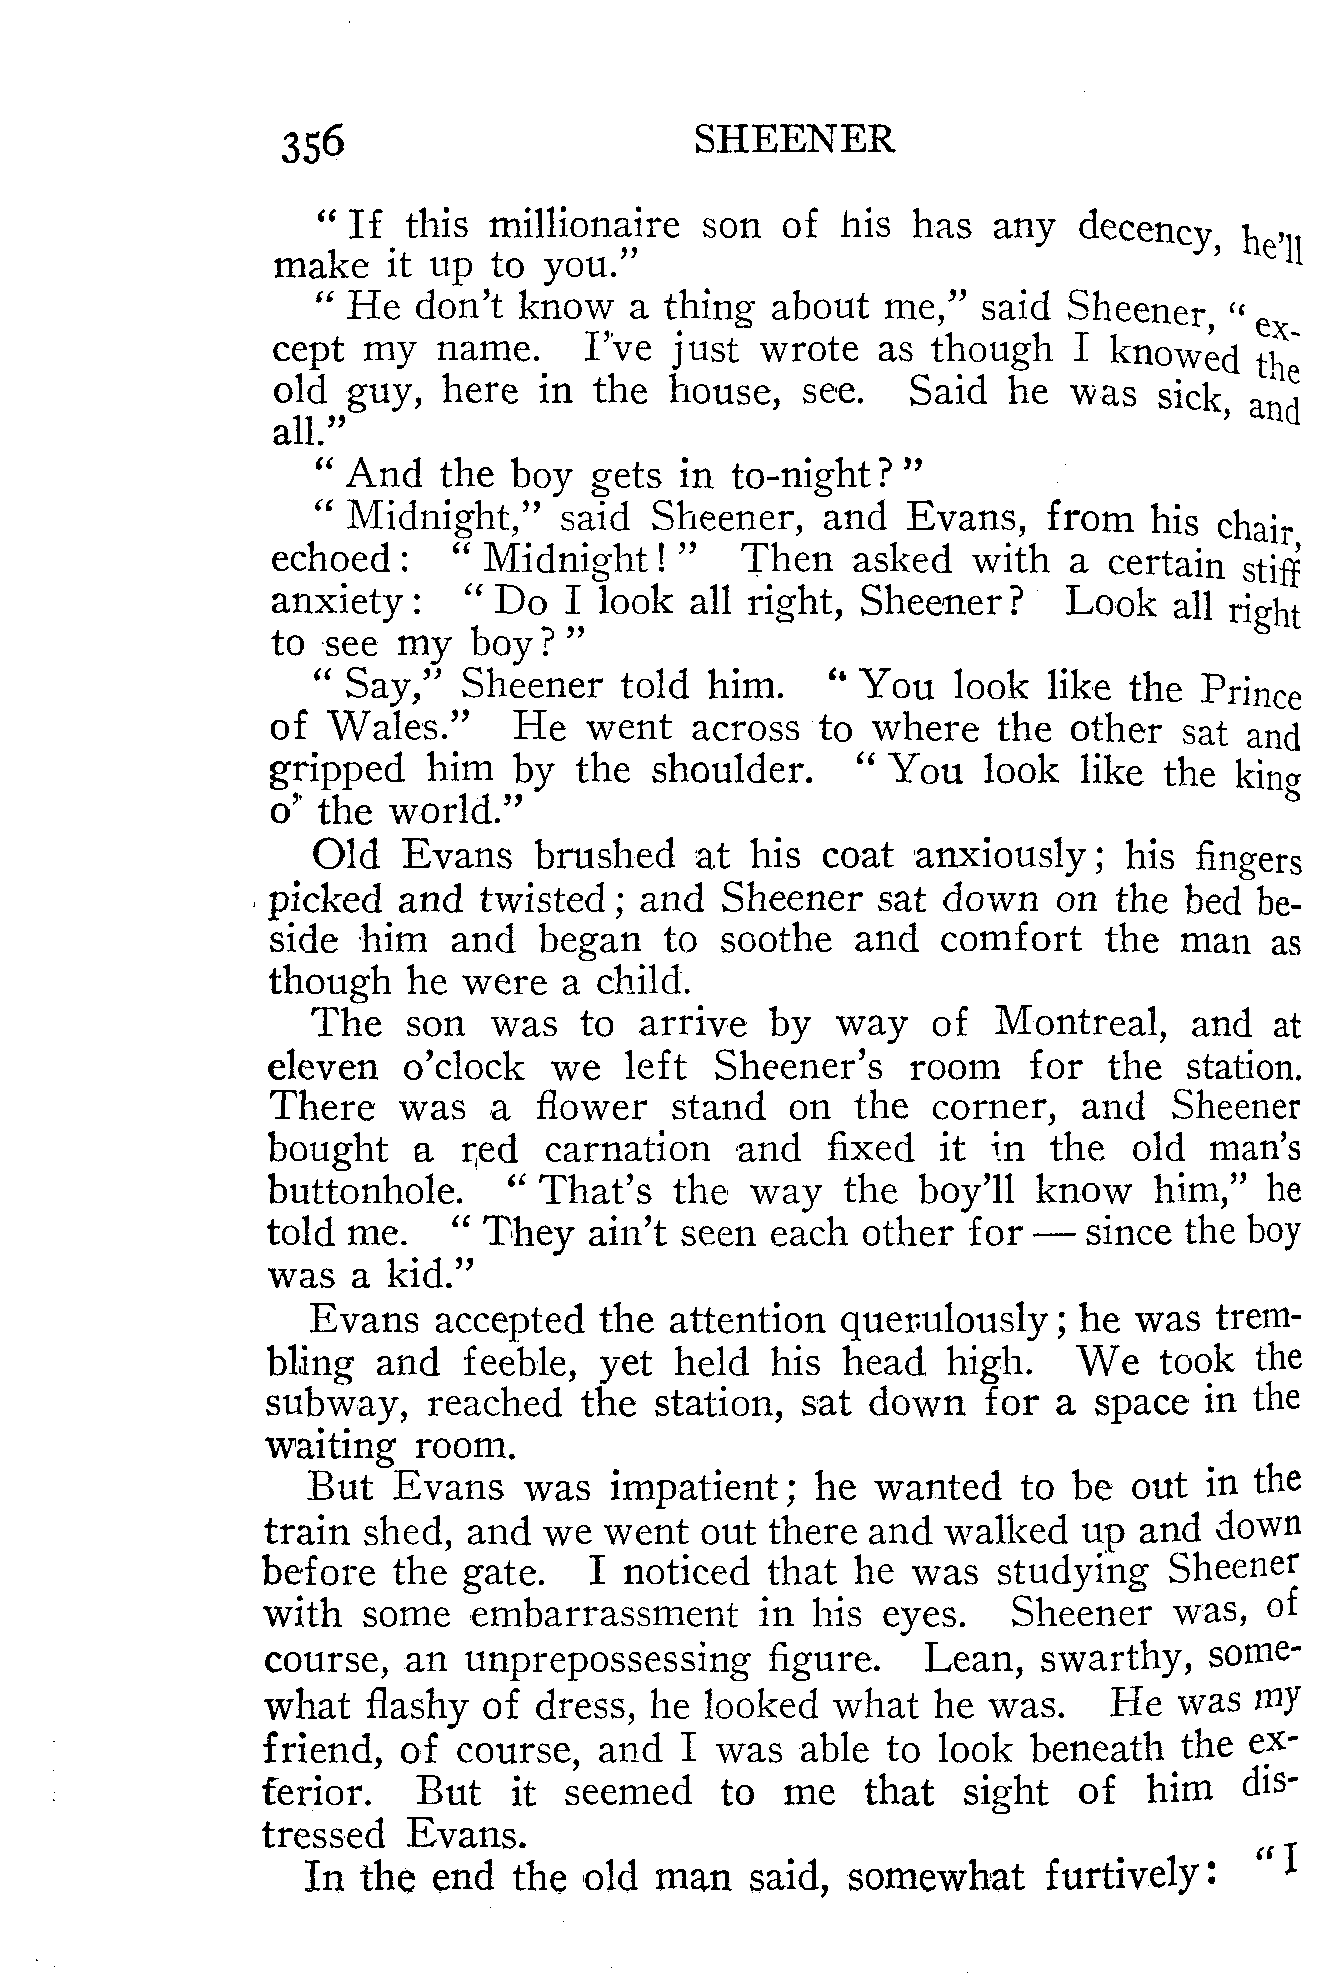 356 SHEENER
“ If this millionaire son of his has any decency, he’ll
make it up to you.”
“ He don’t know a thing about me,” said Sheener, “ ex-
cept my name. I’ve just wrote as though I knowed the
old guy, here in the house, see. Said he was sick, and
all.”
“ And the boy gets in to-night? ”
“ Midnight,” said Sheener, and Evans, from his chair,
echoed: “ Midnight! ” Then asked with a certain stiff
anxiety: “ Do I look all right, Sheener? Look all right
to see my boy? ”
“ Say,” Sheener told him. “ You look like the Prince
of Wales.” He went across to where the other sat and
gripped him by the shoulder. “ You look like the king
o’ the world.”
Old Evans brushed at his coat anxiously; his fingers
picked and twisted; and Sheener sat down on the bed be-
side him and began to soothe and comfort the man as
though he were a child.
The son was to arrive by way of Montreal, and at
eleven o’clock we left Sheener’s room for the station.
There was a flower stand on the corner, and Sheener
bought a red carnation and fixed it in the old man’s
buttonhole. “ That’s the way the boy’ll know him,” he
told me. “ They ain’t seen each other for — since the boy
was a kid.”
Evans accepted the attention querulously; he was trem-
bling and feeble, yet held his head high. We took the
subway, reached the station, sat down for a space in the
waiting room.
But Evans was impatient; he wanted to be out in the
train shed, and we went out there and walked up and down
before the gate. I noticed that he was studying Sheener
with some embarrassment in his eyes. Sheener was, of
course, an unprepossessing figure. Lean, swarthy, some-
what flashy of dress, he looked what he was. He was my
friend, of course, and I was able to look beneath the ex-
terior. But it seemed to me that sight of him dis-
tressed Evans.
In the end the old man said, somewhat furtively: “ I